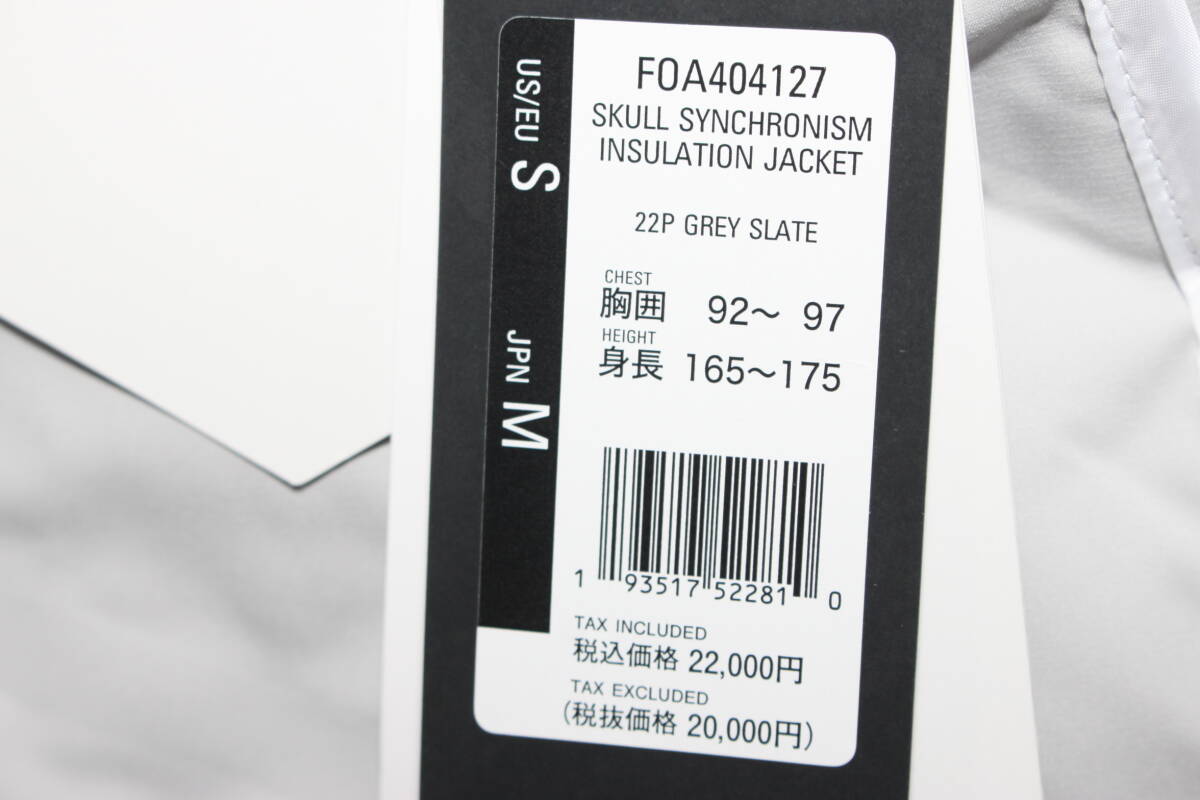 US/EU S
JPN M
FOA404127
SKULL SYNCHRONISM
INSULATION JACKET
22P GREY SLATE
CHEST
胸囲 92～ 97
HEIGHT
身長 165～175
1 93517 52281 0
TAX INCLUDED
税込価格 22,000円
TAX EXCLUDED
(税抜価格 20,000円)